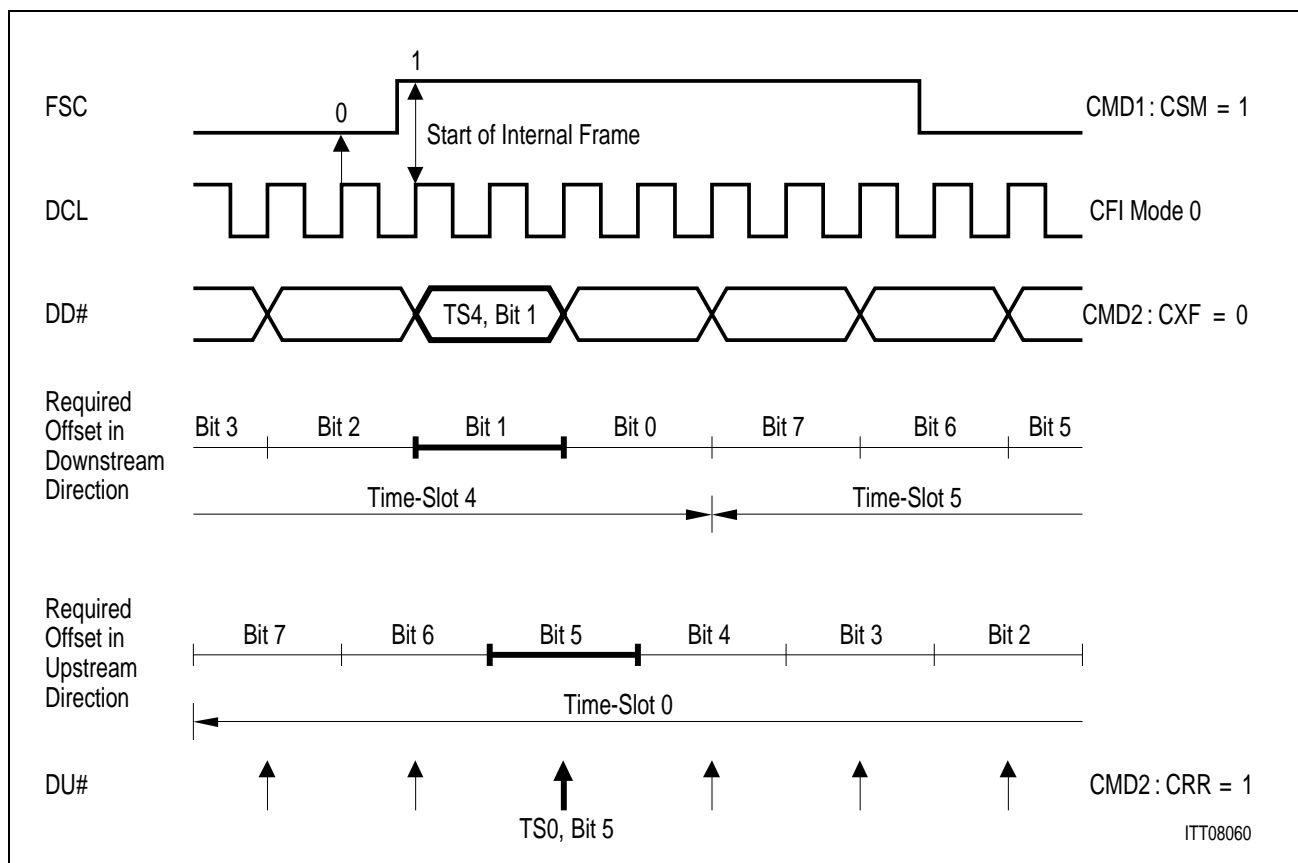 1
0
FSC
CMD1 : CSM = 1
Start of Internal Frame
DCL
CFI Mode 0
DD#
TS4, Bit 1
CMD2 : CXF = 0
Required
Offset in
Downstream
Direction
Bit 3 Bit 2 Bit 1 Bit 0 Bit 7 Bit 6 Bit 5
Time-Slot 4 Time-Slot 5
Required
Offset in
Upstream
Direction
Bit 7 Bit 6 Bit 5 Bit 4 Bit 3 Bit 2
Time-Slot 0
DU#
CMD2 : CRR = 1
TS0, Bit 5
ITT08060